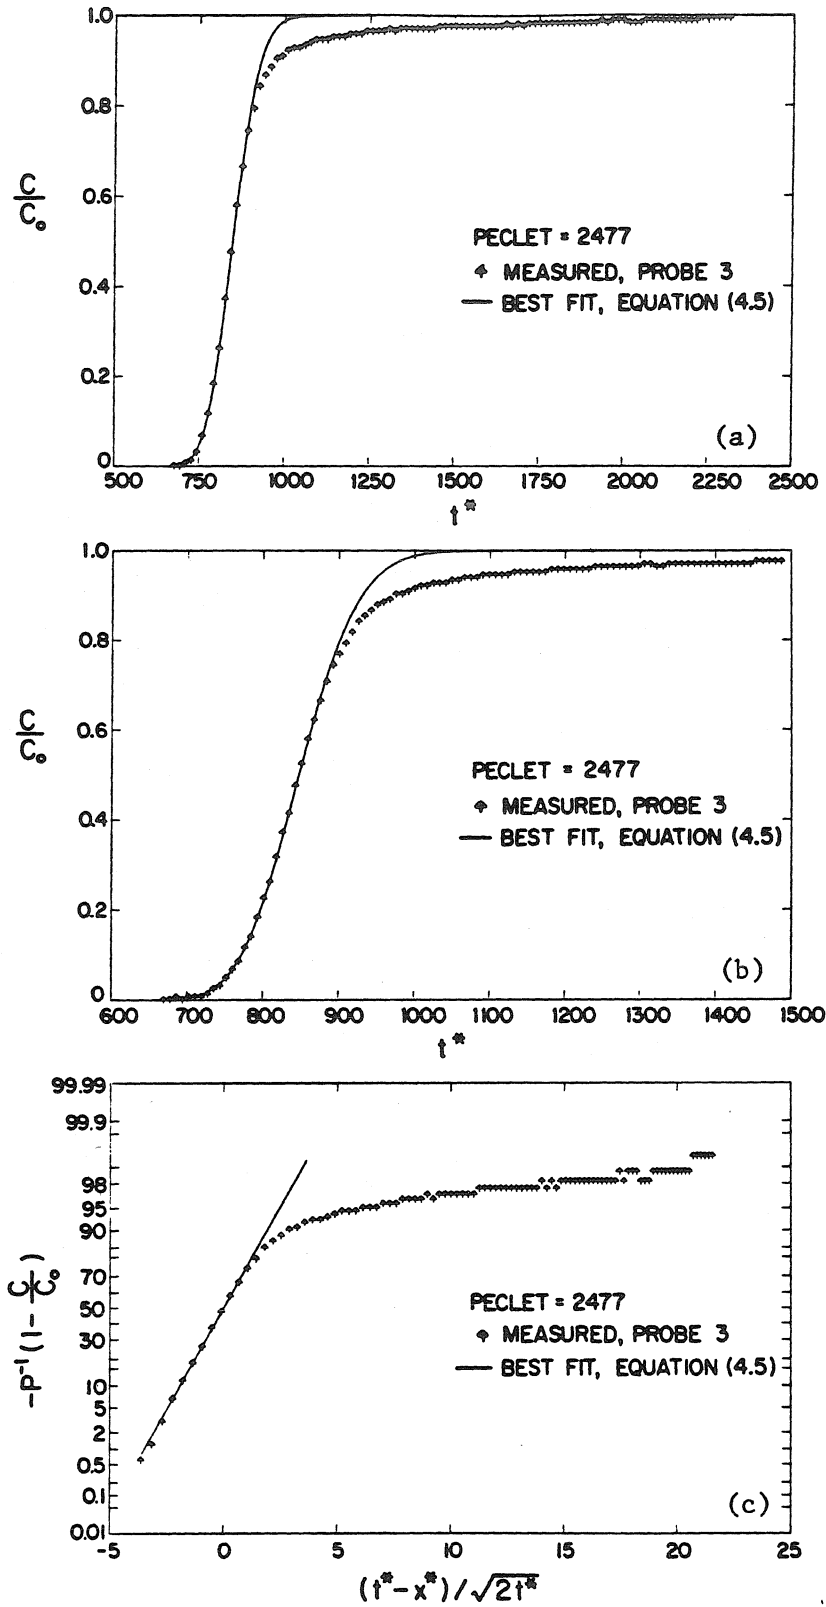 1.0
0.8
0.6
0.4
0.2
0
C/C₀
PECLET = 2477
MEASURED, PROBE 3
BEST FIT, EQUATION (4.5)
(a)
500 750 1000 1250 1500 1750 2000 2250 2500
t*
1.0
0.8
0.6
0.4
0.2
0
C/C₀
PECLET = 2477
MEASURED, PROBE 3
BEST FIT, EQUATION (4.5)
(b)
600 700 800 900 1000 1100 1200 1300 1400 1500
t*
99.99
99.9
98
95
90
70
50
30
10
5
2
0.5
0.1
0.01
-P⁻¹(1-C/C₀)
PECLET = 2477
MEASURED, PROBE 3
BEST FIT, EQUATION (4.5)
(c)
-5 0 5 10 15 20 25
(t*-x*)/√2t*